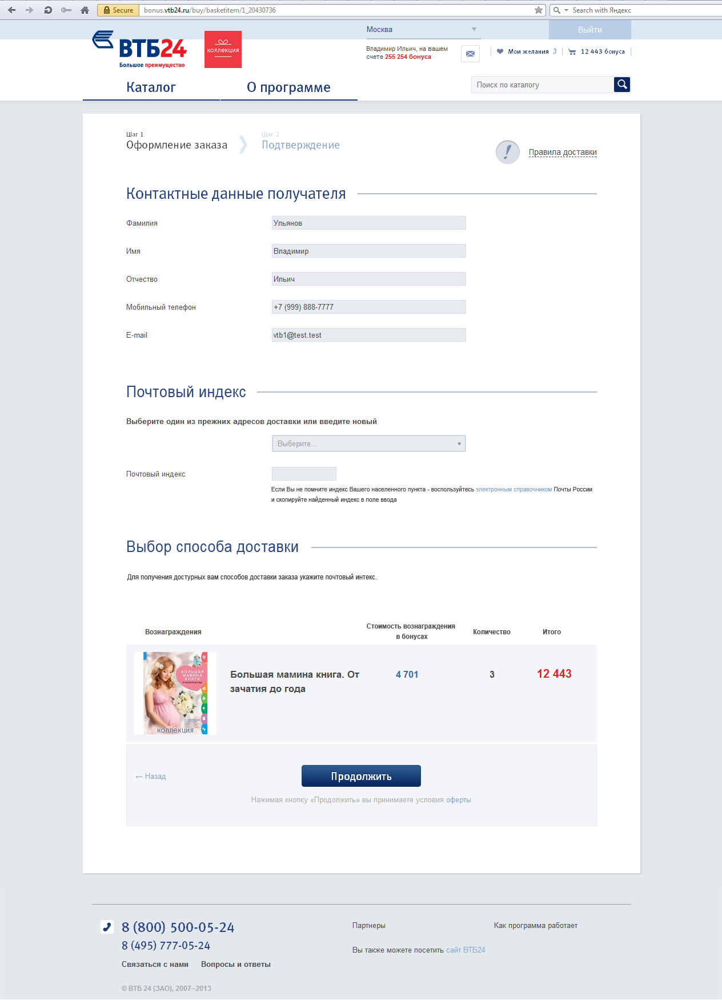 Secure
bonus.vtb24.ru/buy/basketitem/1_20430736
Search with Яндекс
Москва
Выйти
ВТБ24
Большое преимущество
коллекция
Владимир Ильич, на вашем
счете 255 254 бонуса
Мои желания 3
12 443 бонуса
Каталог
О программе
Поиск по каталогу
Шаг 1
Оформление заказа
Шаг 2
Подтверждение
Правила доставки
Контактные данные получателя
Фамилия
Ульянов
Имя
Владимир
Отчество
Ильич
Мобильный телефон
+7 (999) 888-7777
E-mail
vtb1@test.test
Почтовый индекс
Выберите один из прежних адресов доставки или введите новый
Выберите...
Почтовый индекс
Если Вы не помните индекс Вашего населенного пункта - воспользуйтесь электронным справочником Почты России
и скопируйте найденный индекс в поле ввода
Выбор способа доставки
Для получения достурных вам способов доставки заказа укажите почтовый интекс.
Вознаграждения
Стоимость вознаграждения
в бонусах
Количество
Итого
БОЛЬШАЯ
МАМИНА
КНИГА
ОТ ЗАЧАТИЯ ДО ГОДА
коллекция
Большая мамина книга. От
зачатия до года
4 701
3
12 443
← Назад
Продолжить
Нажимая кнопку «Продолжить» вы принимаете условия оферты
8 (800) 500-05-24
8 (495) 777-05-24
Связаться с нами
Вопросы и ответы
Партнеры
Как программа работает
Вы также можете посетить сайт ВТБ24
© ВТБ 24 (ЗАО), 2007–2013